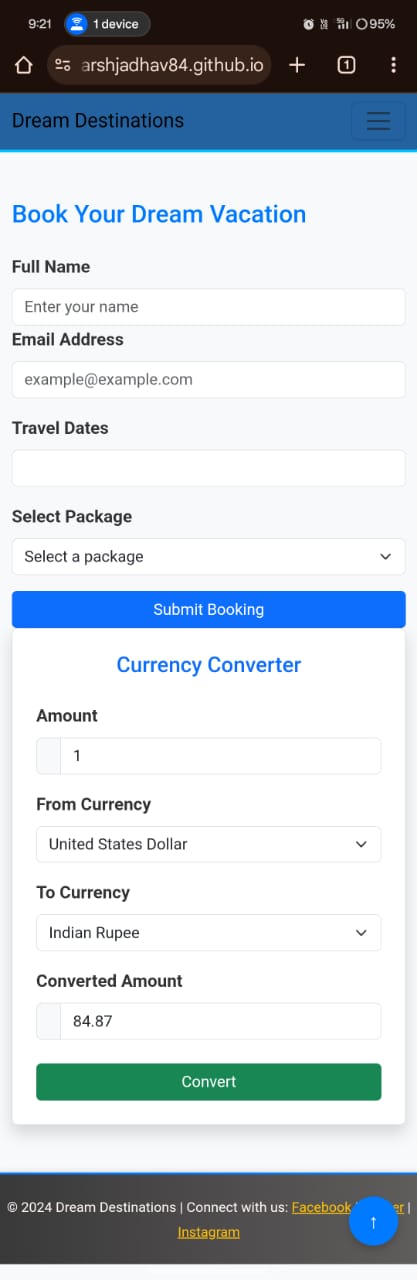 9:21 1 device 95%
arshjadhav84.github.io 1
Dream Destinations
Book Your Dream Vacation
Full Name
Enter your name
Email Address
example@example.com
Travel Dates
Select Package
Select a package
Submit Booking
Currency Converter
Amount
1
From Currency
United States Dollar
To Currency
Indian Rupee
Converted Amount
84.87
Convert
© 2024 Dream Destinations | Connect with us: Facebook |
Instagram
↑